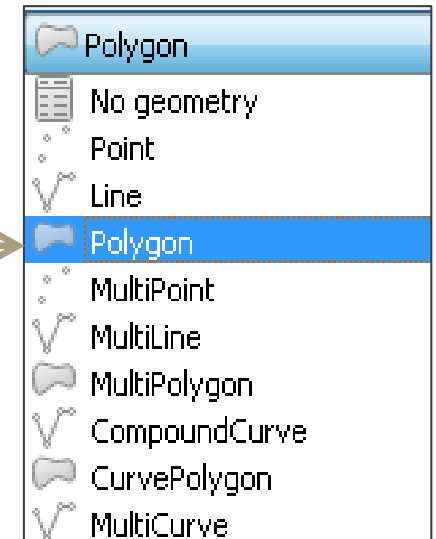 Polygon
No geometry
Point
Line
Polygon
MultiPoint
MultiLine
MultiPolygon
CompoundCurve
CurvePolygon
MultiCurve